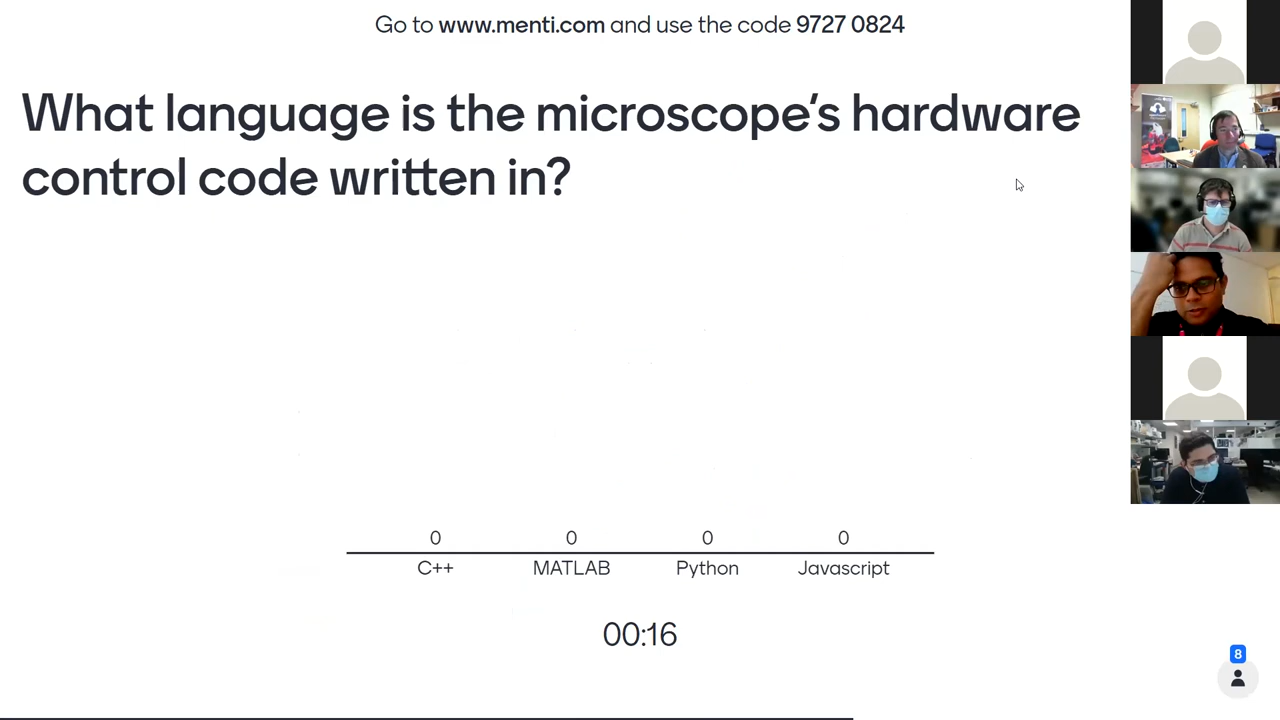 Go to www.menti.com and use the code 9727 0824
What language is the microscope's hardware
control code written in?
0 0 0 0
C++ MATLAB Python Javascript
00:16
8